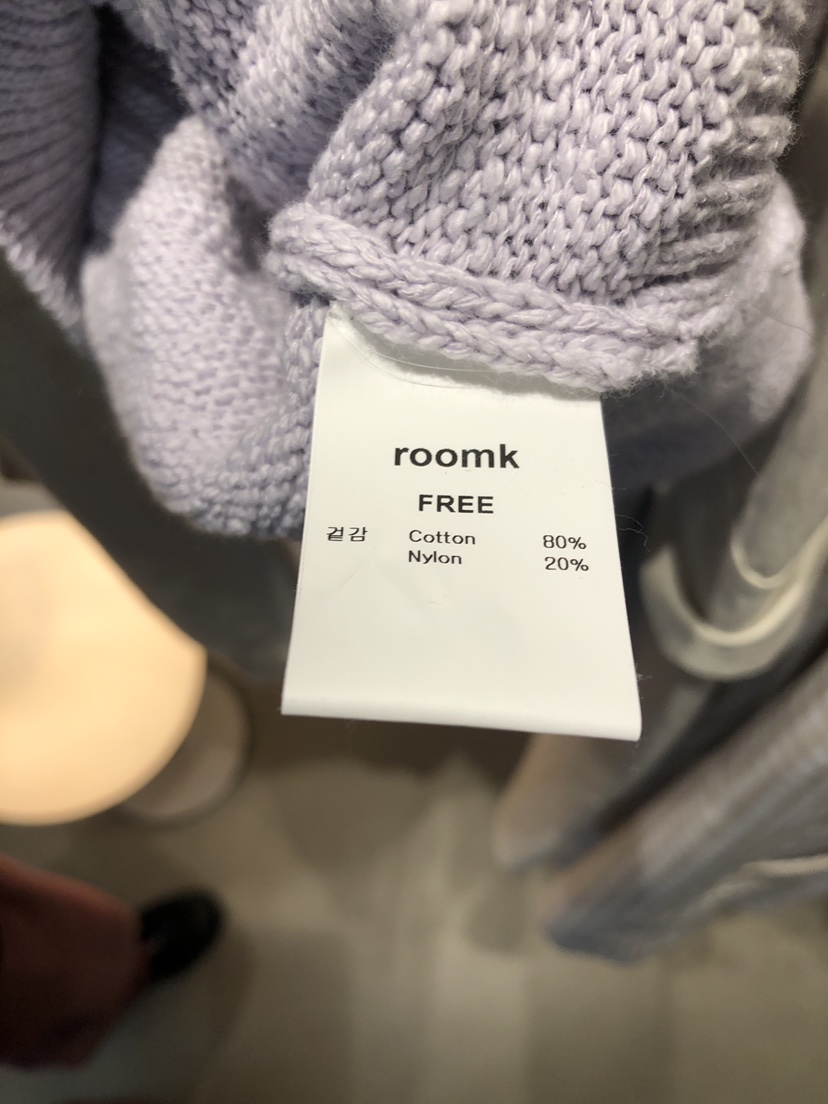 roomk
FREE
겉감 Cotton 80%
Nylon 20%